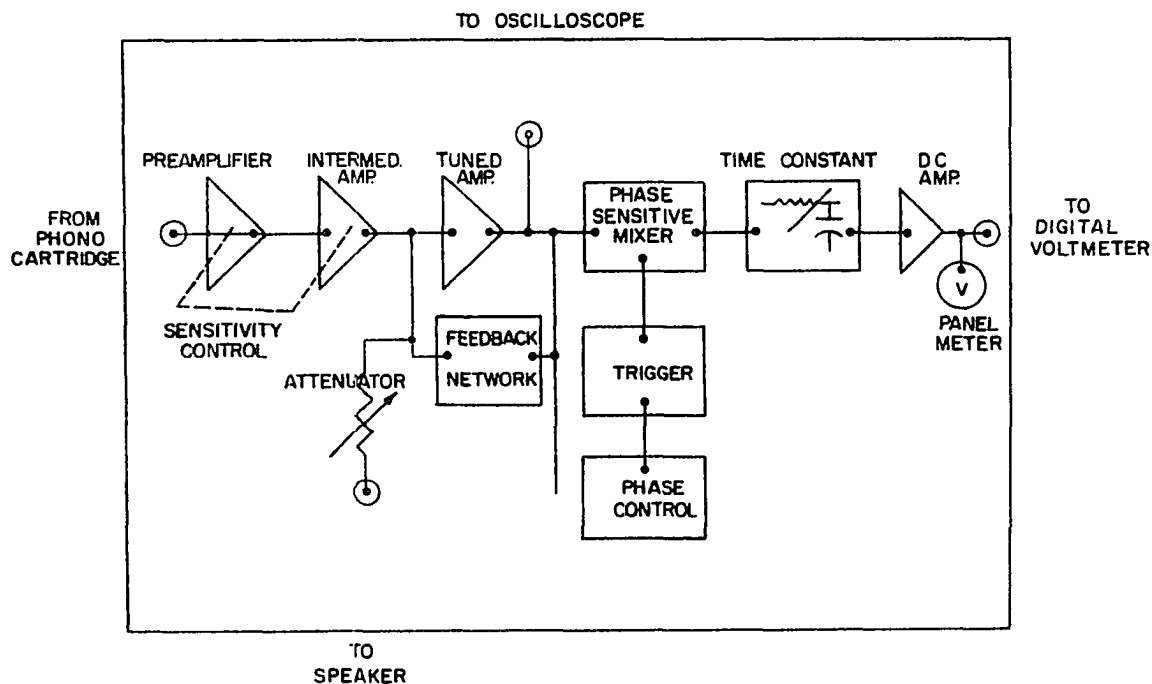 TO OSCILLOSCOPE
PREAMPLIFIER
INTERMED.
AMP.
TUNED
AMP.
PHASE
SENSITIVE
MIXER
TIME CONSTANT
D.C
AMP.
FROM
PHONO
CARTRIDGE
TO
DIGITAL
VOLTMETER
V
PANEL
METER
SENSITIVITY
CONTROL
ATTENUATOR
FEEDBACK
NETWORK
TRIGGER
PHASE
CONTROL
TO
SPEAKER